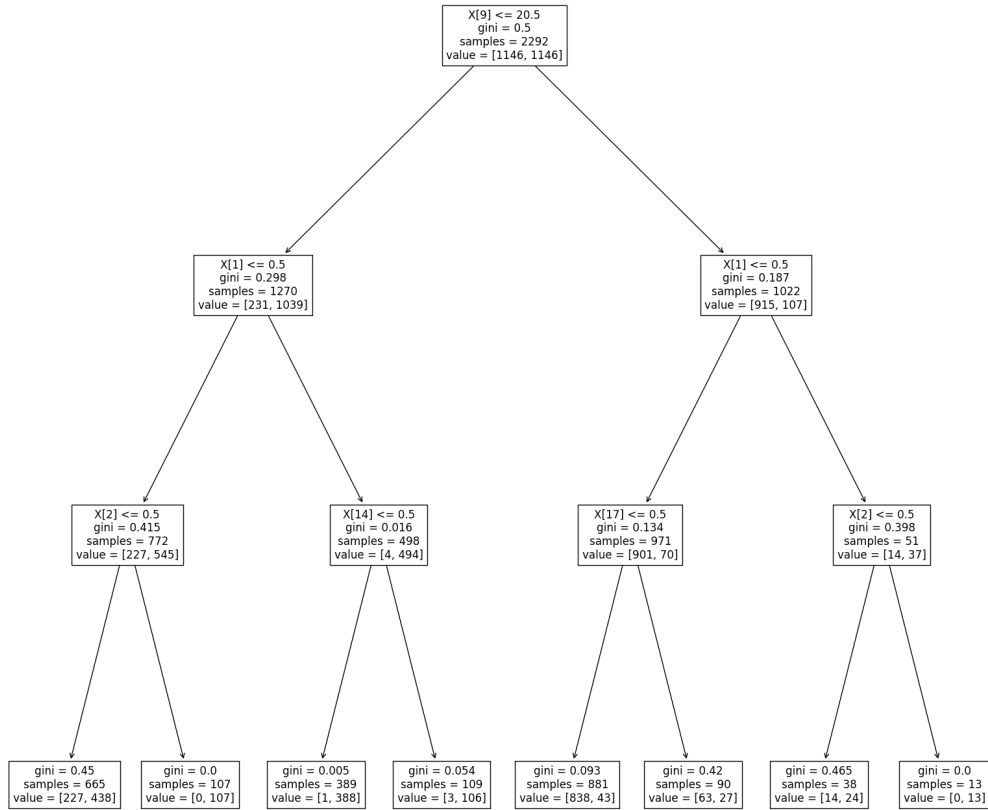 X[9] <= 20.5
gini = 0.5
samples = 2292
value = [1146, 1146]
X[1] <= 0.5
gini = 0.298
samples = 1270
value = [231, 1039]
X[1] <= 0.5
gini = 0.187
samples = 1022
value = [915, 107]
X[2] <= 0.5
gini = 0.415
samples = 772
value = [227, 545]
X[14] <= 0.5
gini = 0.016
samples = 498
value = [4, 494]
X[17] <= 0.5
gini = 0.134
samples = 971
value = [901, 70]
X[2] <= 0.5
gini = 0.398
samples = 51
value = [14, 37]
gini = 0.45
samples = 665
value = [227, 438]
gini = 0.0
samples = 107
value = [0, 107]
gini = 0.005
samples = 389
value = [1, 388]
gini = 0.054
samples = 109
value = [3, 106]
gini = 0.093
samples = 881
value = [838, 43]
gini = 0.42
samples = 90
value = [63, 27]
gini = 0.465
samples = 38
value = [14, 24]
gini = 0.0
samples = 13
value = [0, 13]